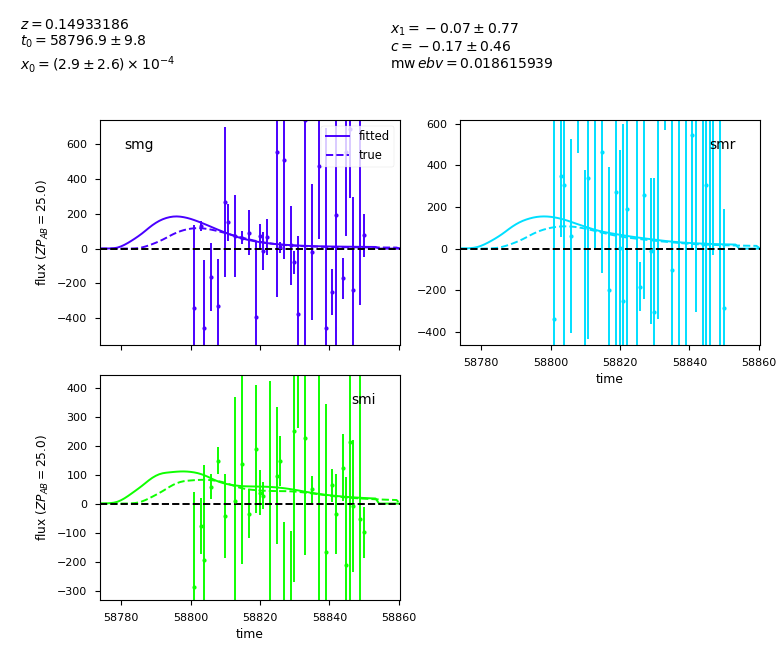 z = 0.14933186
t₀ = 58796.9 ± 9.8
x₀ = (2.9 ± 2.6) × 10⁻⁴
x₁ = −0.07 ± 0.77
c = −0.17 ± 0.46
mw ebv = 0.018615939
smg
fitted
true
600
400
200
0
−200
−400
flux (ZP_AB = 25.0)
smr
600
400
200
0
−200
−400
58780 58800 58820 58840 58860
time
smi
400
300
200
100
0
−100
−200
−300
flux (ZP_AB = 25.0)
58780 58800 58820 58840 58860
time